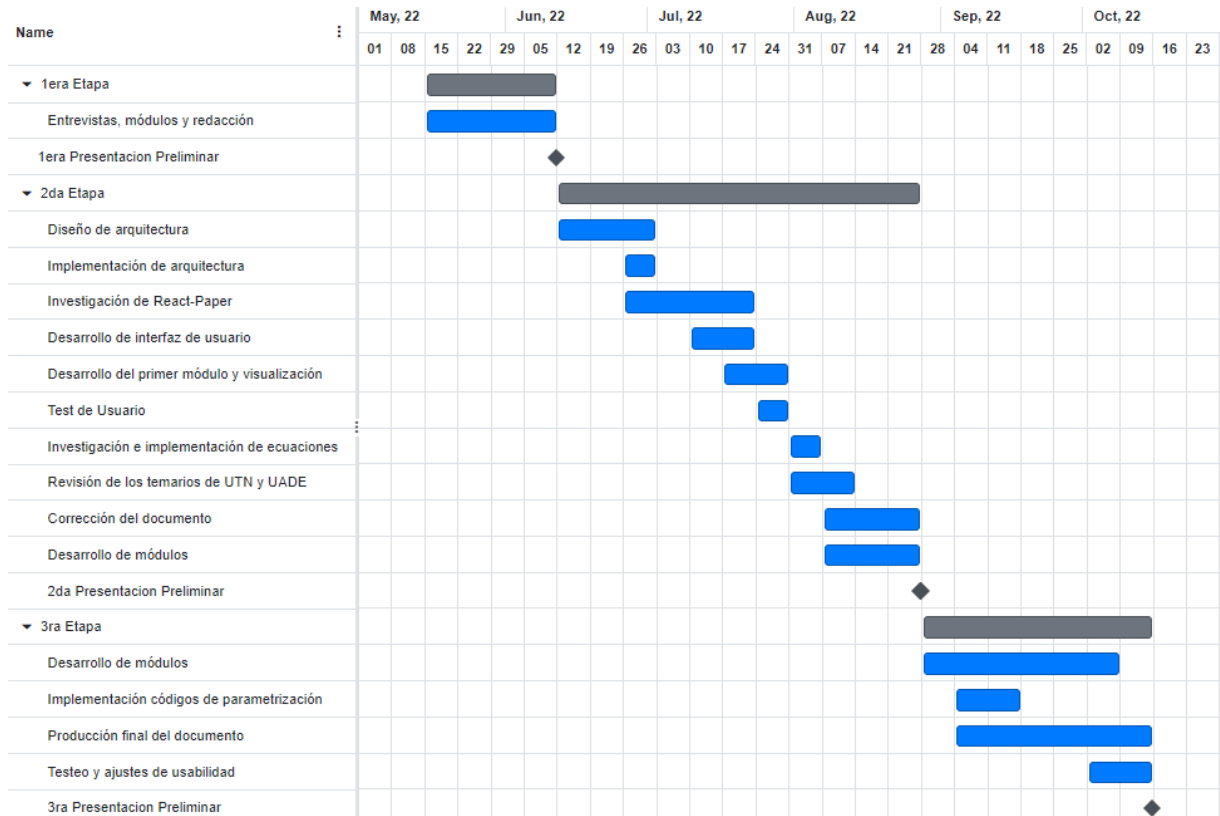 Name
May, 22 Jun, 22 Jul, 22 Aug, 22 Sep, 22 Oct, 22
01 08 15 22 29 05 12 19 26 03 10 17 24 31 07 14 21 28 04 11 18 25 02 09 16 23
1era Etapa
Entrevistas, módulos y redacción
1era Presentacion Preliminar
2da Etapa
Diseño de arquitectura
Implementación de arquitectura
Investigación de React-Paper
Desarrollo de interfaz de usuario
Desarrollo del primer módulo y visualización
Test de Usuario
Investigación e implementación de ecuaciones
Revisión de los temarios de UTN y UADE
Corrección del documento
Desarrollo de módulos
2da Presentacion Preliminar
3ra Etapa
Desarrollo de módulos
Implementación códigos de parametrización
Producción final del documento
Testeo y ajustes de usabilidad
3ra Presentacion Preliminar